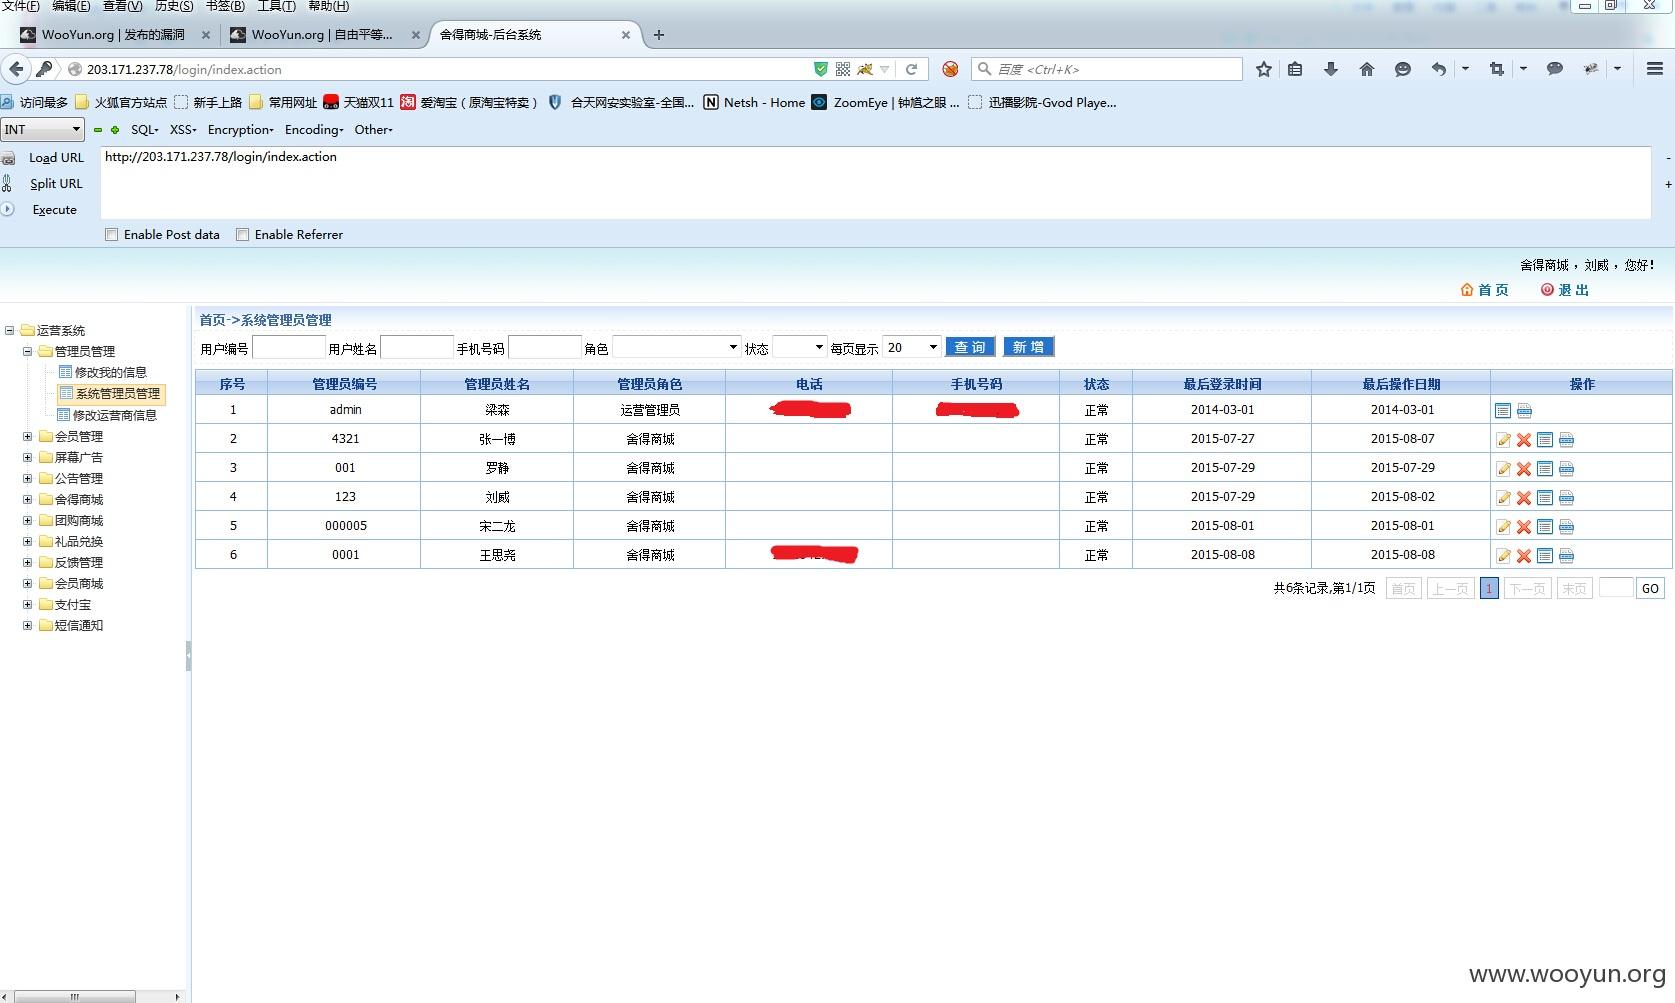 文件(F) 编辑(E) 查看(V) 历史(S) 书签(B) 工具(T) 帮助(H)
WooYun.org | 发布的漏洞 WooYun.org | 自由平等... 舍得商城-后台系统
203.171.237.78/login/index.action 百度 <Ctrl+K>
访问最多 火狐官方站点 新手上路 常用网址 天猫双11 爱淘宝（原淘宝特卖） 合天网安实验室-全国... Netsh - Home ZoomEye | 钟馗之眼 ... 迅播影院-Gvod Playe...
INT SQL XSS Encryption Encoding Other
Load URL http://203.171.237.78/login/index.action
Split URL
Execute
Enable Post data Enable Referrer
舍得商城，刘威，您好！
首页 退出
运营系统
管理员管理
修改我的信息
系统管理员管理
修改运营商信息
会员管理
屏幕广告
公告管理
舍得商城
团购商城
礼品兑换
反馈管理
会员商城
支付宝
短信通知
首页->系统管理员管理
用户编号 用户姓名 手机号码 角色 状态 每页显示 20 查询 新增
序号 管理员编号 管理员姓名 管理员角色 电话 手机号码 状态 最后登录时间 最后操作日期 操作
1 admin 梁森 运营管理员 正常 2014-03-01 2014-03-01
2 4321 张一博 舍得商城 正常 2015-07-27 2015-08-07
3 001 罗静 舍得商城 正常 2015-07-29 2015-07-29
4 123 刘威 舍得商城 正常 2015-07-29 2015-08-02
5 000005 宋二龙 舍得商城 正常 2015-08-01 2015-08-01
6 0001 王思尧 舍得商城 正常 2015-08-08 2015-08-08
共6条记录,第1/1页 首页 上一页 1 下一页 末页 GO
www.wooyun.org